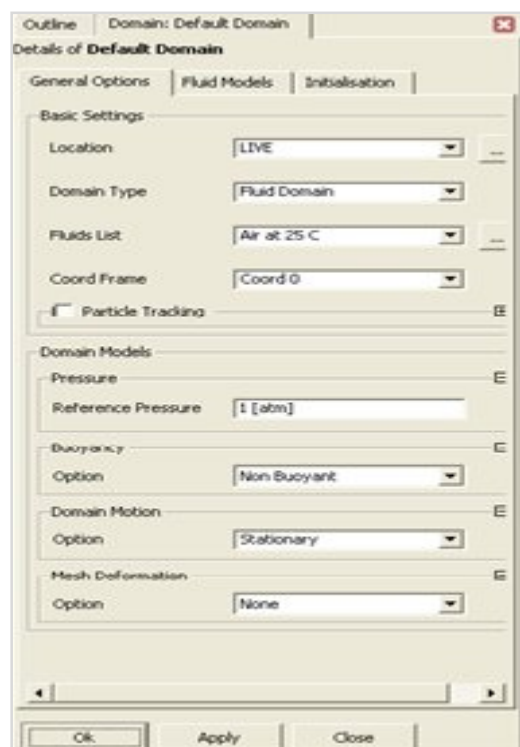 Outline Domain: Default Domain
Details of Default Domain
General Options Fluid Models Initialisation
Basic Settings
Location LIVE ...
Domain Type Fluid Domain
Fluids List Air at 25 C ...
Coord Frame Coord 0
Particle Tracking
Domain Models
Pressure
Reference Pressure 1 [atm]
Buoyancy
Option Non Buoyant
Domain Motion
Option Stationary
Mesh Deformation
Option None
Ok Apply Close